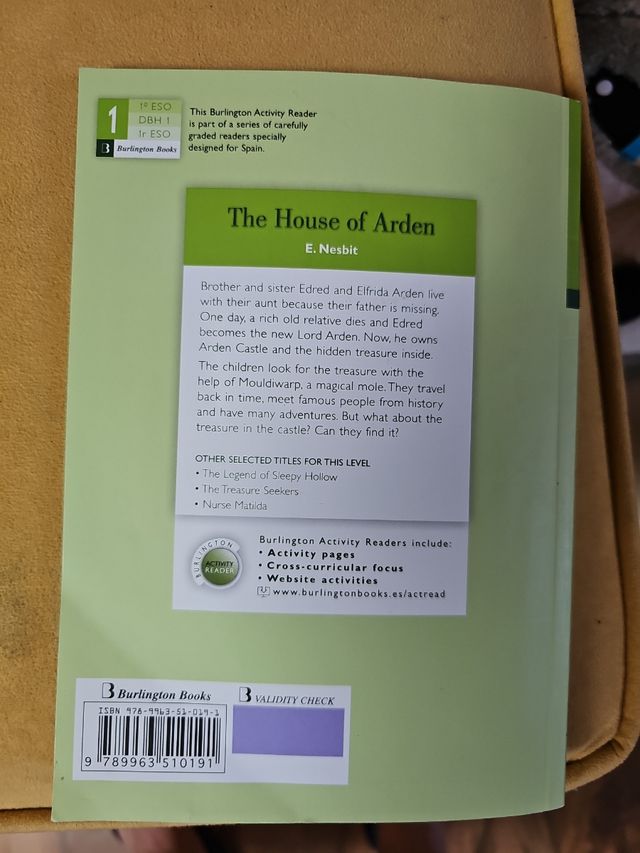 1
1º ESO
DBH 1
1r ESO
B Burlington Books
This Burlington Activity Reader
is part of a series of carefully
graded readers specially
designed for Spain.
The House of Arden
E. Nesbit
Brother and sister Edred and Elfrida Arden live
with their aunt because their father is missing.
One day, a rich old relative dies and Edred
becomes the new Lord Arden. Now, he owns
Arden Castle and the hidden treasure inside.
The children look for the treasure with the
help of Mouldiwarp, a magical mole. They travel
back in time, meet famous people from history
and have many adventures. But what about the
treasure in the castle? Can they find it?
OTHER SELECTED TITLES FOR THIS LEVEL
• The Legend of Sleepy Hollow
• The Treasure Seekers
• Nurse Matilda
BURLINGTON
ACTIVITY
READER
Burlington Activity Readers include:
• Activity pages
• Cross-curricular focus
• Website activities
www.burlingtonbooks.es/actread
B Burlington Books
ISBN 978-9963-51-019-1
9 789963 510191
B VALIDITY CHECK